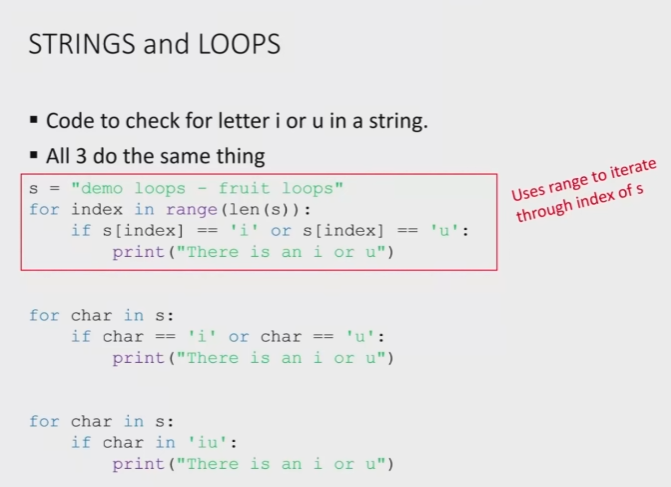 STRINGS and LOOPS
▪ Code to check for letter i or u in a string.
▪ All 3 do the same thing
s = "demo loops - fruit loops"
for index in range(len(s)):
    if s[index] == 'i' or s[index] == 'u':
        print("There is an i or u")
Uses range to iterate
through index of s
for char in s:
    if char == 'i' or char == 'u':
        print("There is an i or u")
for char in s:
    if char in 'iu':
        print("There is an i or u")